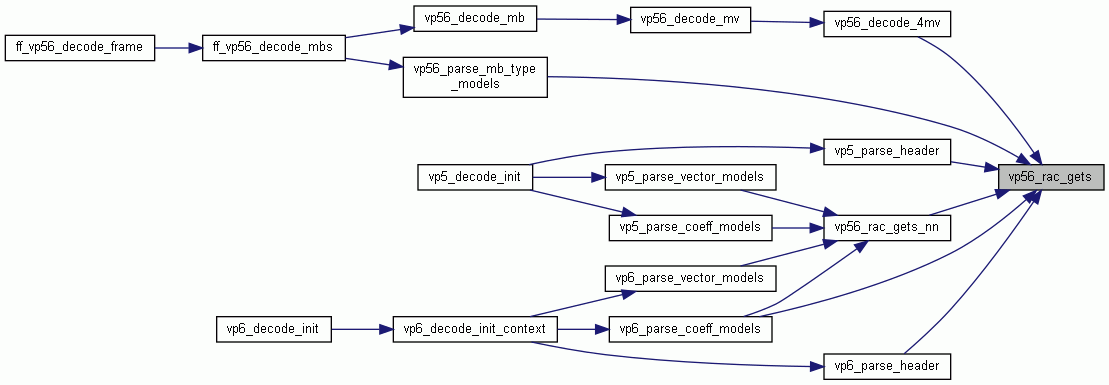 ff_vp56_decode_frame
ff_vp56_decode_mbs
vp56_decode_mb
vp56_decode_mv
vp56_decode_4mv
vp56_parse_mb_type
_models
vp5_decode_init
vp5_parse_header
vp5_parse_vector_models
vp5_parse_coeff_models
vp56_rac_gets
vp56_rac_gets_nn
vp6_parse_vector_models
vp6_decode_init
vp6_decode_init_context
vp6_parse_coeff_models
vp6_parse_header